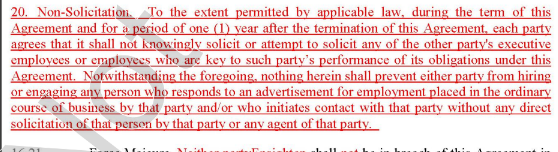 20. Non-Solicitation. To the extent permitted by applicable law, during the term of this
Agreement and for a period of one (1) year after the termination of this Agreement, each party
agrees that it shall not knowingly solicit or attempt to solicit any of the other party's executive
employees or employees who are key to such party's performance of its obligations under this
Agreement. Notwithstanding the foregoing, nothing herein shall prevent either party from hiring
or engaging any person who responds to an advertisement for employment placed in the ordinary
course of business by that party and/or who initiates contact with that party without any direct
solicitation of that person by that party or any agent of that party.
16.21. Force Majeure. Neither partyEnsighten shall not be in breach of this Agreement in